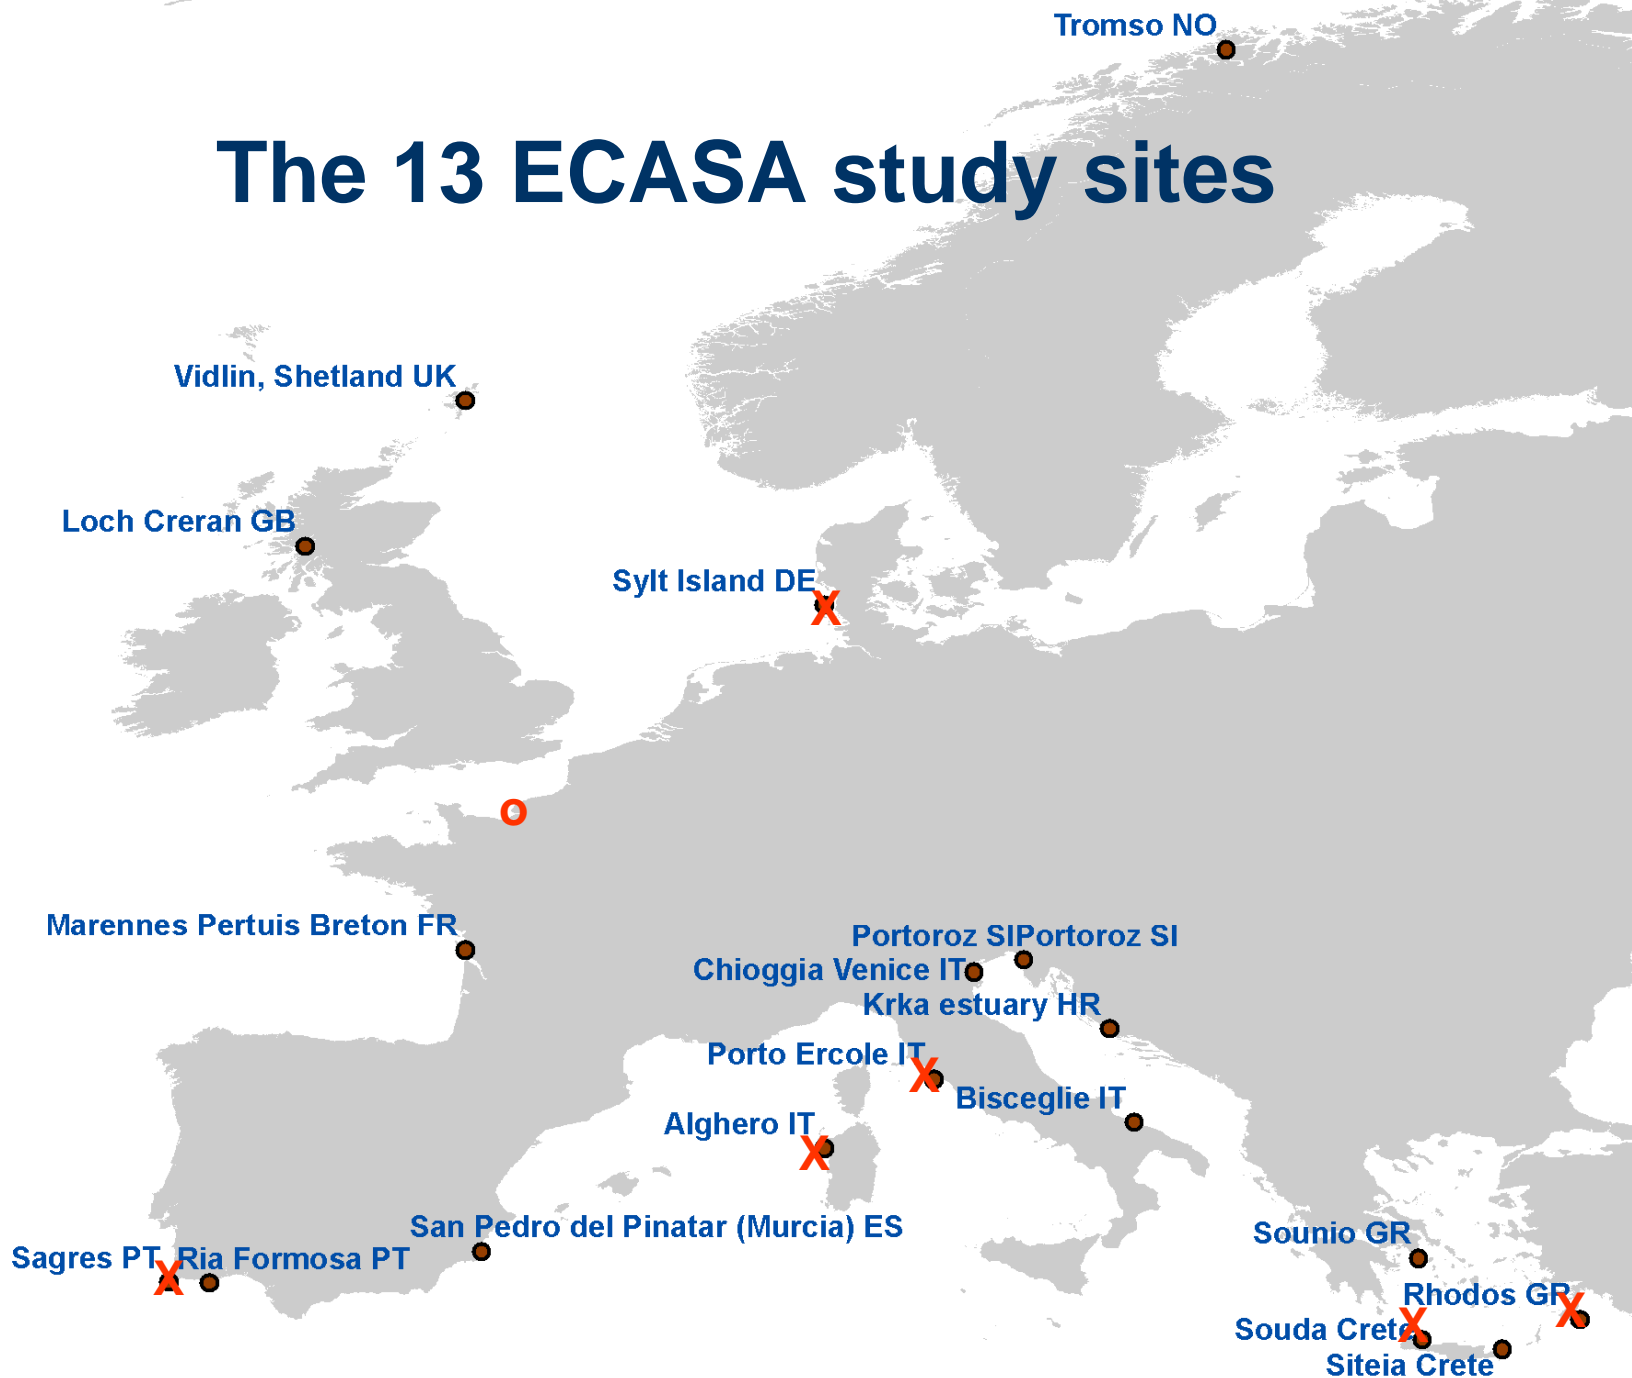 Tromso NO
The 13 ECASA study sites
Vidlin, Shetland UK
Loch Creran GB
Sylt Island DE
X
o
Marennes Pertuis Breton FR
Portoroz SIPortoroz SI
Chioggia Venice IT
Krka estuary HR
Porto Ercole IT
X
Bisceglie IT
Alghero IT
X
San Pedro del Pinatar (Murcia) ES
Sagres PT
X
Ria Formosa PT
Sounio GR
Rhodos GR
X
Souda Crete
X
Siteia Crete